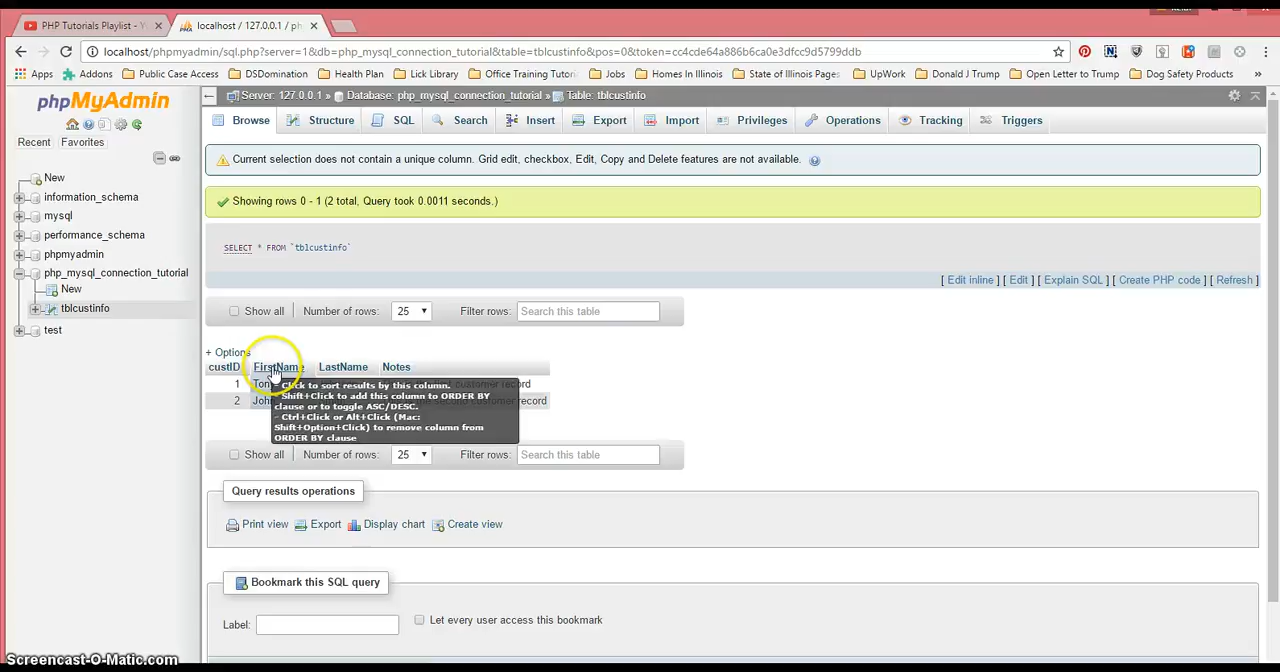 PHP Tutorials Playlist - Y
localhost / 127.0.0.1 / ph
localhost/phpmyadmin/sql.php?server=1&db=php_mysql_connection_tutorial&table=tblcustinfo&pos=0&token=cc4cde64a886b6ca0e3dfcc9d5799ddb
Apps Addons Public Case Access DSDomination Health Plan Lick Library Office Training Tutori Jobs Homes In Illinois State of Illinois Pages UpWork Donald J Trump Open Letter to Trump Dog Safety Products »
phpMyAdmin
Recent Favorites
New
information_schema
mysql
performance_schema
phpmyadmin
php_mysql_connection_tutorial
New
tblcustinfo
test
Server: 127.0.0.1 » Database: php_mysql_connection_tutorial » Table: tblcustinfo
Browse Structure SQL Search Insert Export Import Privileges Operations Tracking Triggers
Current selection does not contain a unique column. Grid edit, checkbox, Edit, Copy and Delete features are not available.
Showing rows 0 - 1 (2 total, Query took 0.0011 seconds.)
SELECT * FROM `tblcustinfo`
[ Edit inline ] [ Edit ] [ Explain SQL ] [ Create PHP code ] [ Refresh ]
Show all Number of rows: 25 Filter rows: Search this table
+ Options
custID FirstName LastName Notes
1 customer record
2 customer record
- Click to sort results by this column.
- Shift+Click to add this column to ORDER BY
clause or to toggle ASC/DESC.
- Ctrl+Click or Alt+Click (Mac:
Shift+Option+Click) to remove column from
ORDER BY clause
Show all Number of rows: 25 Filter rows: Search this table
Query results operations
Print view Export Display chart Create view
Bookmark this SQL query
Label: Let every user access this bookmark
Screencast-O-Matic.com